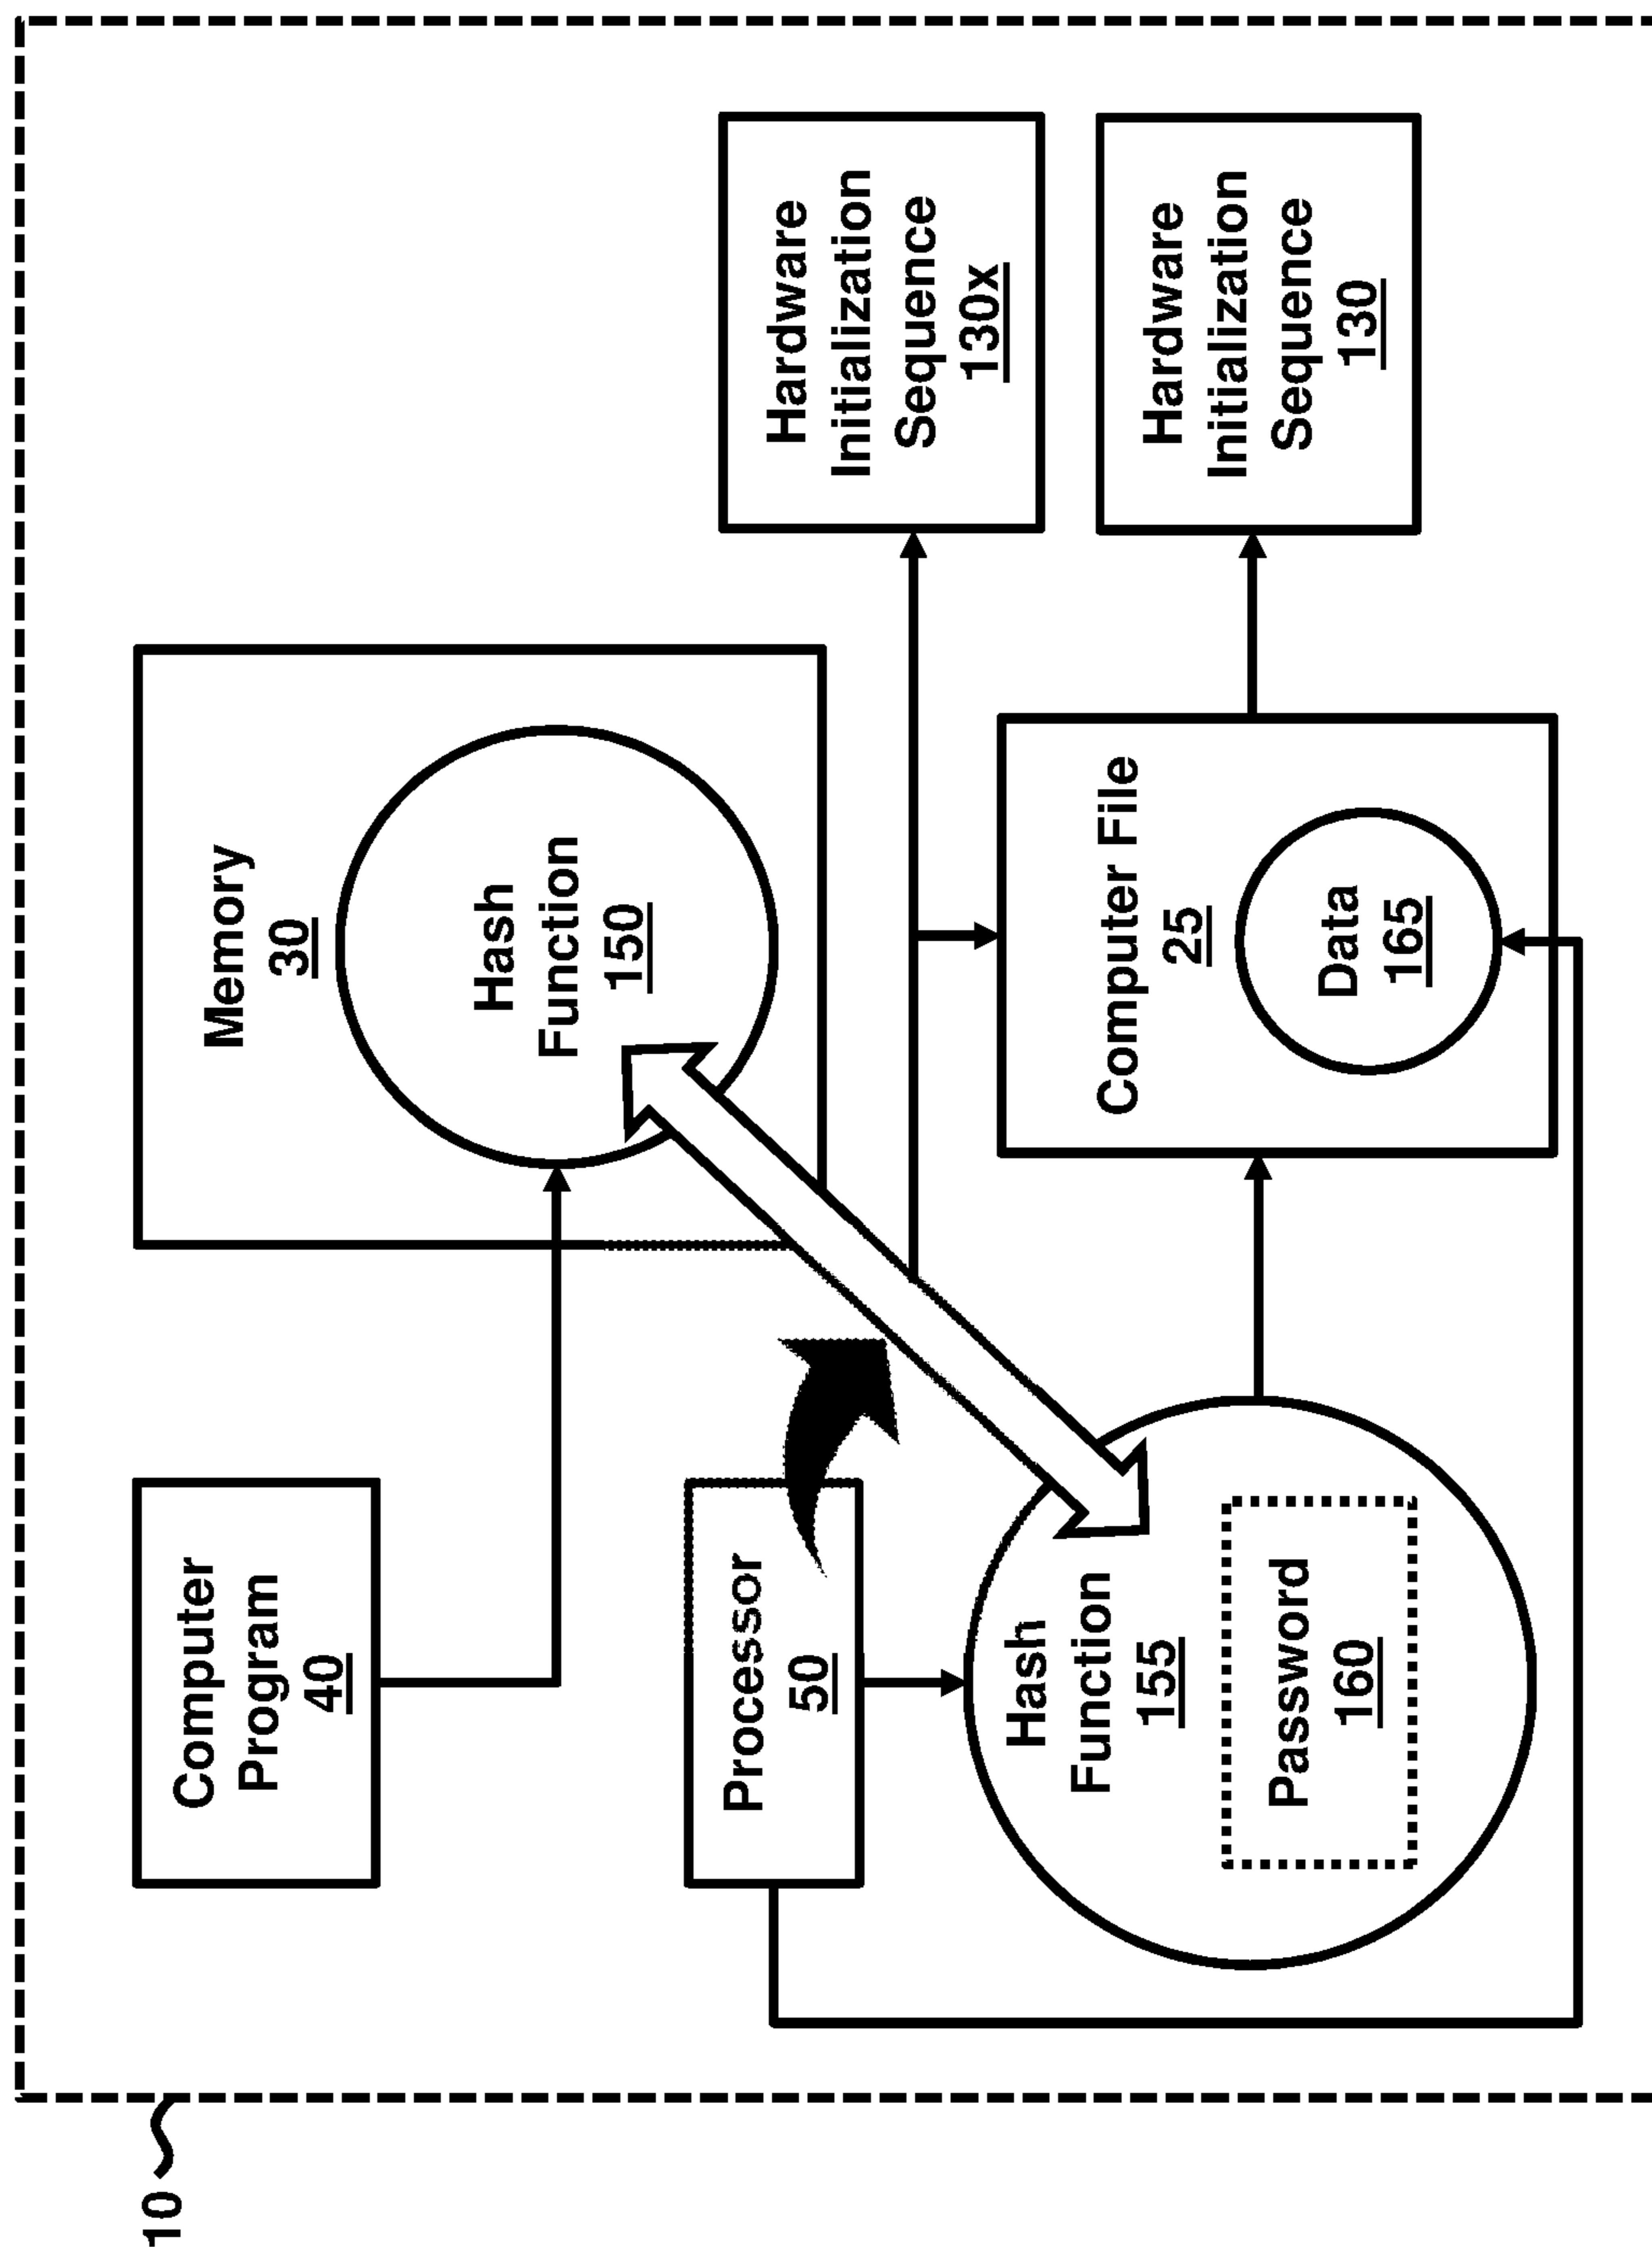 10
Computer
Program
40
Memory
30
Hash
Function
150
Processor
50
Hardware
Initialization
Sequence
130x
Hash
Function
155
Password
160
Computer File
25
Data
165
Hardware
Initialization
Sequence
130